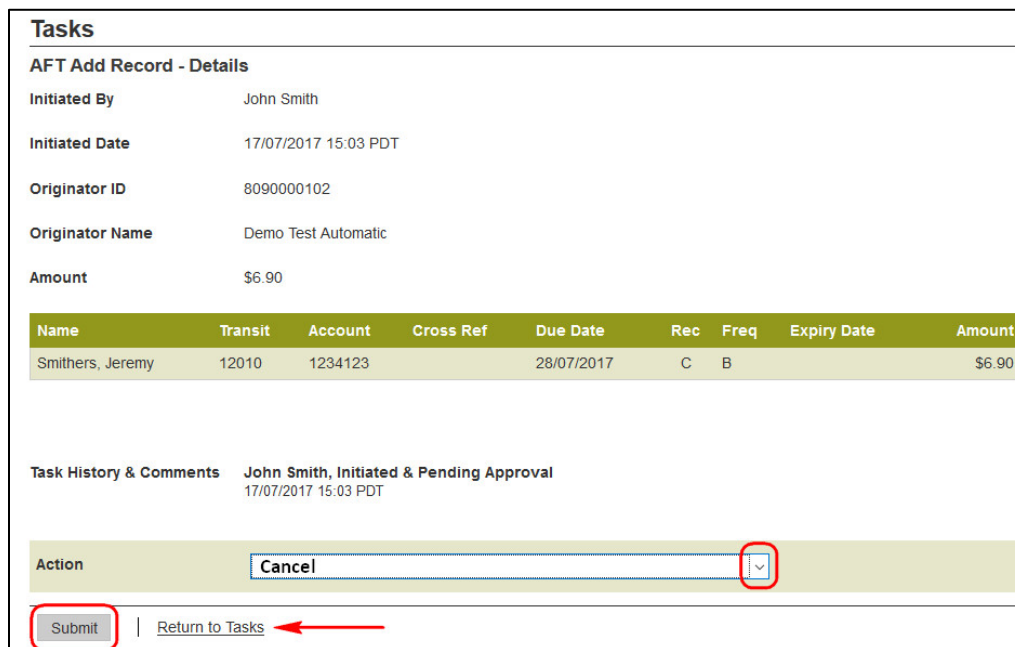 Tasks
AFT Add Record - Details
Initiated By John Smith
Initiated Date 17/07/2017 15:03 PDT
Originator ID 8090000102
Originator Name Demo Test Automatic
Amount $6.90
Name Transit Account Cross Ref Due Date Rec Freq Expiry Date Amount
Smithers, Jeremy 12010 1234123 28/07/2017 C B $6.90
Task History & Comments John Smith, Initiated & Pending Approval
17/07/2017 15:03 PDT
Action Cancel
Submit Return to Tasks